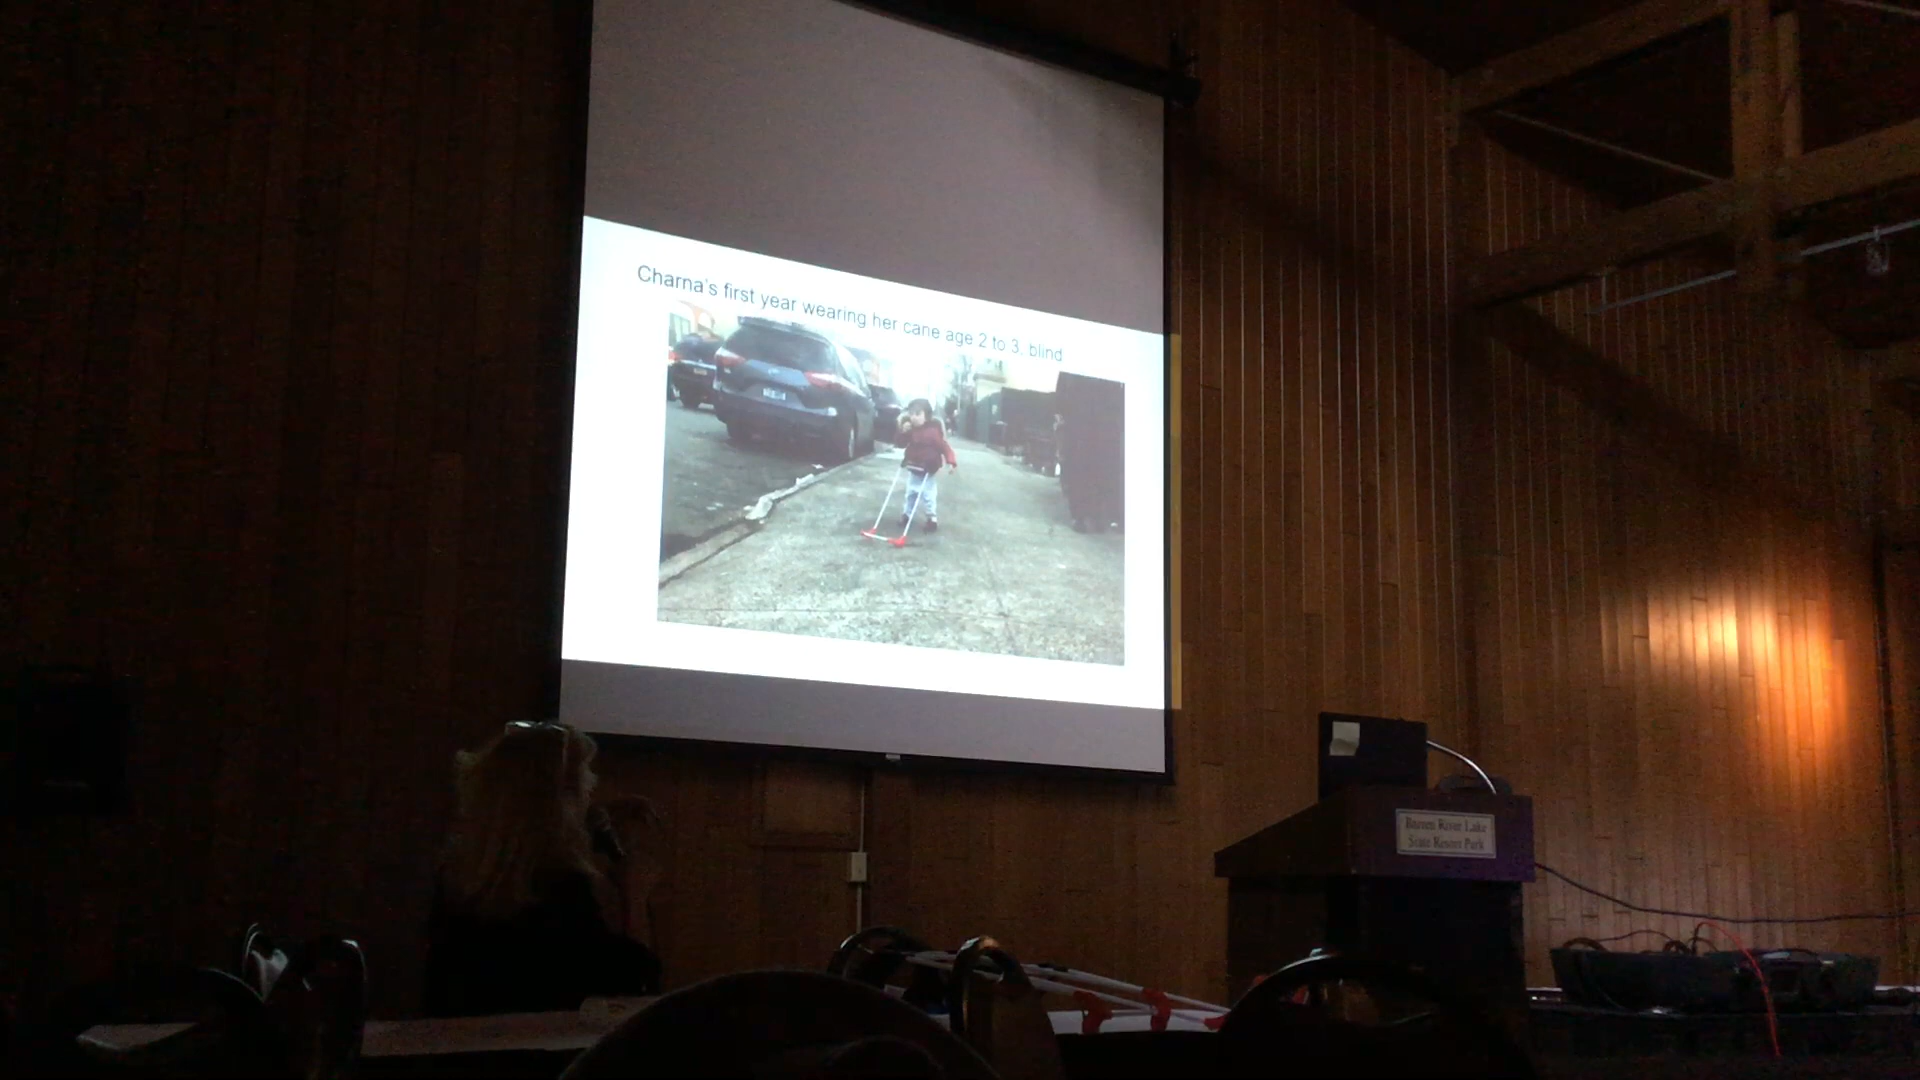 Charna's first year wearing her cane age 2 to 3, blind
Barren River Lake
State Resort Park